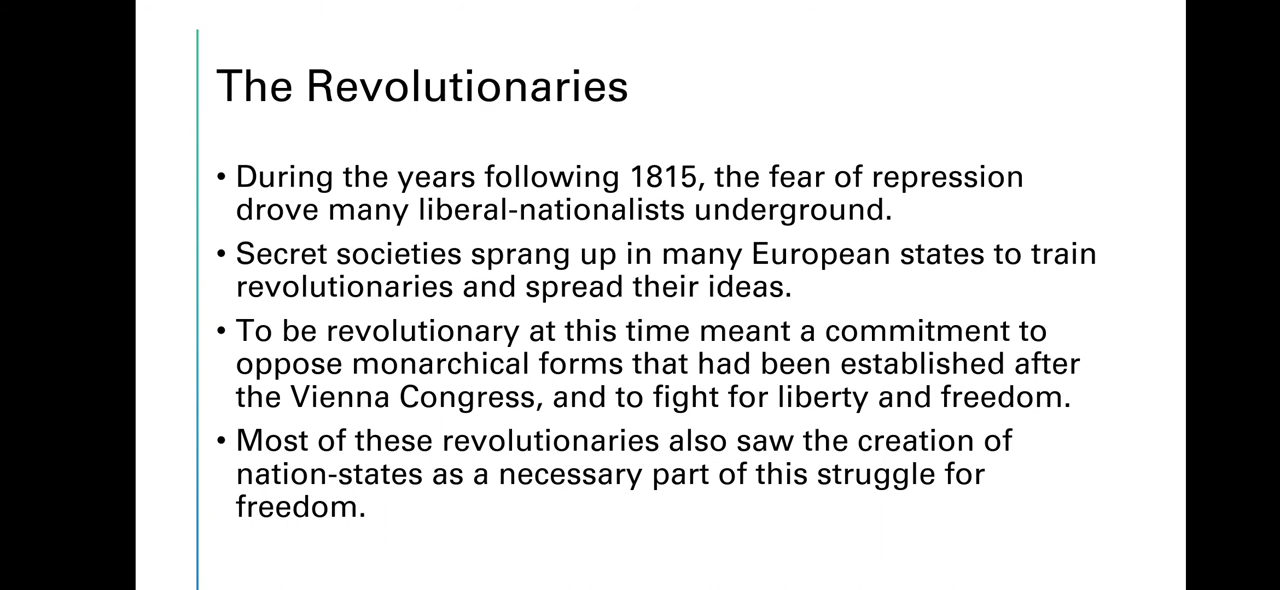 The Revolutionaries
• During the years following 1815, the fear of repression
drove many liberal-nationalists underground.
• Secret societies sprang up in many European states to train
revolutionaries and spread their ideas.
• To be revolutionary at this time meant a commitment to
oppose monarchical forms that had been established after
the Vienna Congress, and to fight for liberty and freedom.
• Most of these revolutionaries also saw the creation of
nation-states as a necessary part of this struggle for
freedom.